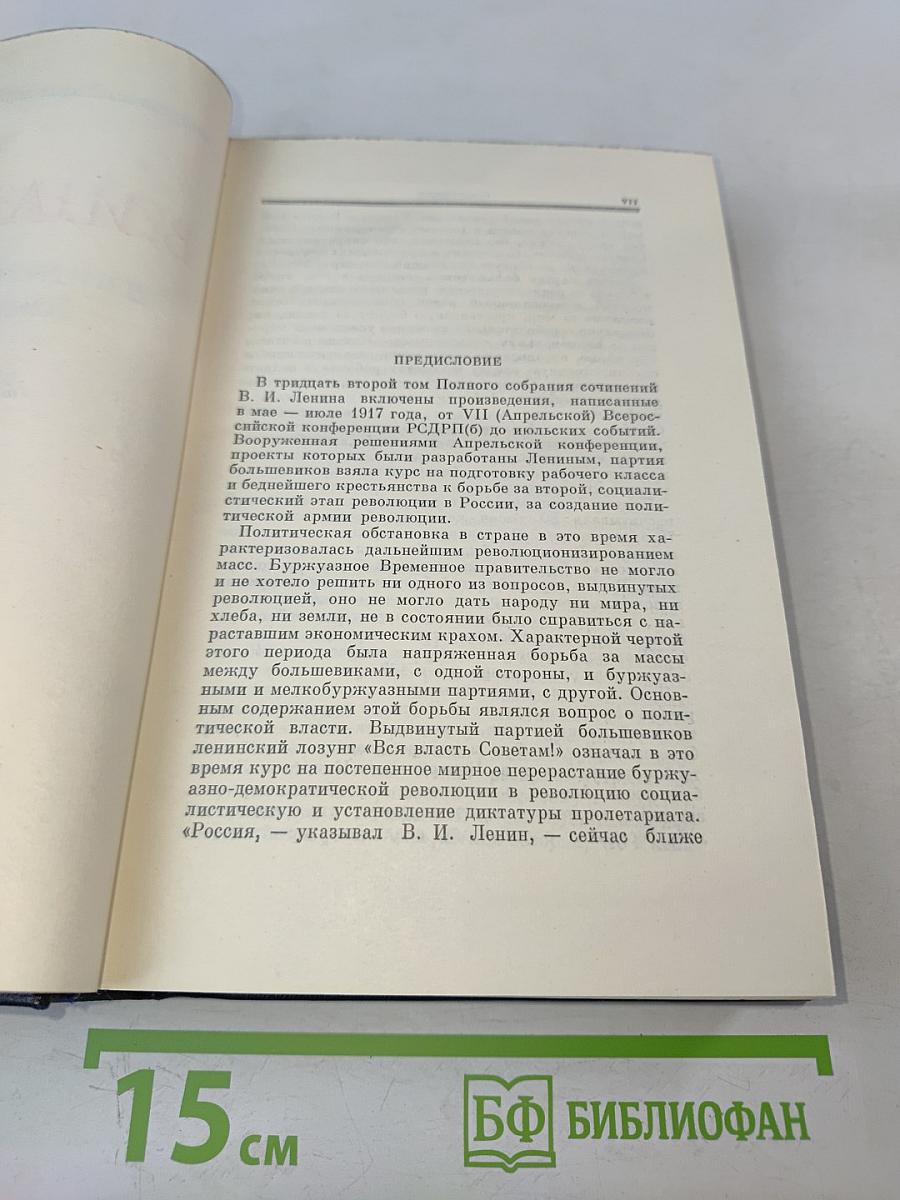 VII
ПРЕДИСЛОВИЕ
В тридцать второй том Полного собрания сочинений
В. И. Ленина включены произведения, написанные
в мае — июле 1917 года, от VII (Апрельской) Всерос-
сийской конференции РСДРП(б) до июльских событий.
Вооруженная решениями Апрельской конференции,
проекты которых были разработаны Лениным, партия
большевиков взяла курс на подготовку рабочего класса
и беднейшего крестьянства к борьбе за второй, социали-
стический этап революции в России, за создание поли-
тической армии революции.
Политическая обстановка в стране в это время ха-
рактеризовалась дальнейшим революционизированием
масс. Буржуазное Временное правительство не могло
и не хотело решить ни одного из вопросов, выдвинутых
революцией, оно не могло дать народу ни мира, ни
хлеба, ни земли, не в состоянии было справиться с на-
раставшим экономическим крахом. Характерной чертой
этого периода была напряженная борьба за массы
между большевиками, с одной стороны, и буржуаз-
ными и мелкобуржуазными партиями, с другой. Основ-
ным содержанием этой борьбы являлся вопрос о поли-
тической власти. Выдвинутый партией большевиков
ленинский лозунг «Вся власть Советам!» означал в это
время курс на постепенное мирное перерастание буржу-
азно-демократической революции в революцию социа-
листическую и установление диктатуры пролетариата.
«Россия, — указывал В. И. Ленин, — сейчас ближе
15 см
БФ БИБЛИОФАН